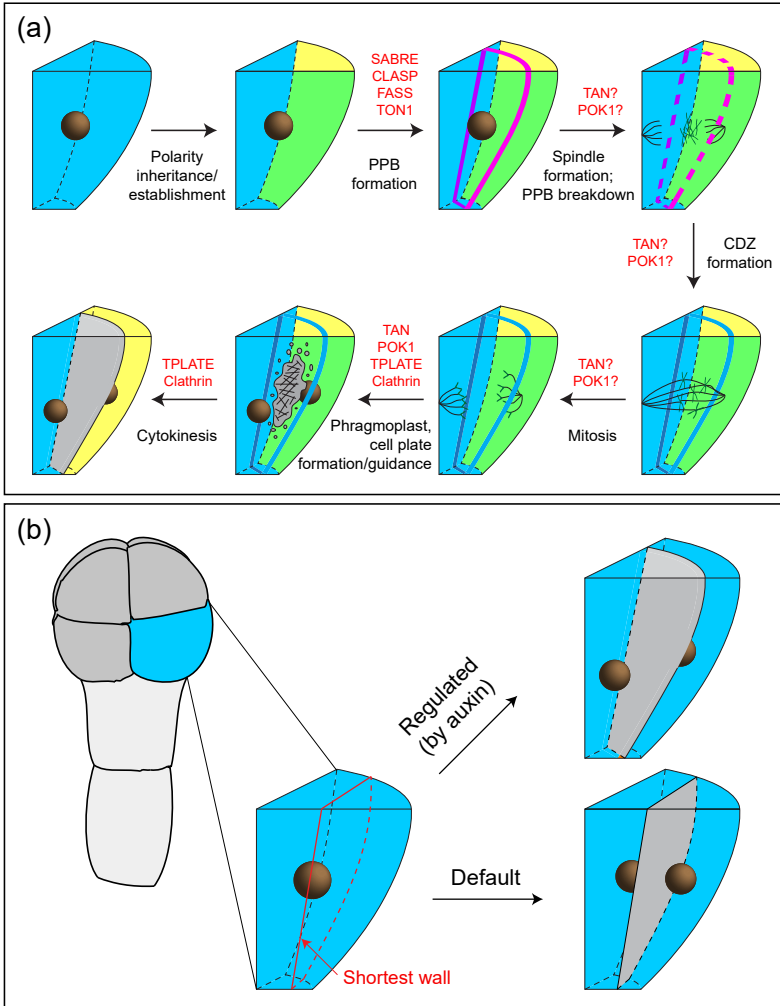 (a)
Polarity
inheritance/
establishment
SABRE
CLASP
FASS
TON1
PPB
formation
TAN?
POK1?
Spindle
formation;
PPB breakdown
TAN?
POK1?
CDZ
formation
TAN?
POK1?
Mitosis
TAN
POK1
TPLATE
Clathrin
Phragmoplast,
cell plate
formation/guidance
TPLATE
Clathrin
Cytokinesis
(b)
Regulated
(by auxin)
Default
Shortest wall